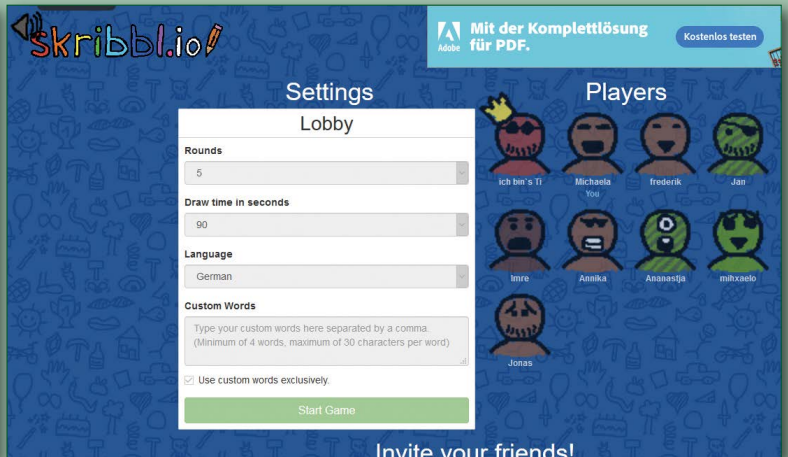 skribbl.io
Adobe
Mit der Komplettlösung
für PDF.
Kostenlos testen
Settings
Players
Lobby
Rounds
5
Draw time in seconds
90
Language
German
Custom Words
Type your custom words here separated by a comma.
(Minimum of 4 words, maximum of 30 characters per word)
Use custom words exclusively.
Start Game
ich bin's Ti
Michaela
You
frederik
Jan
Imre
Annika
Ananastja
mihxaelo
Jonas
Invite your friends!